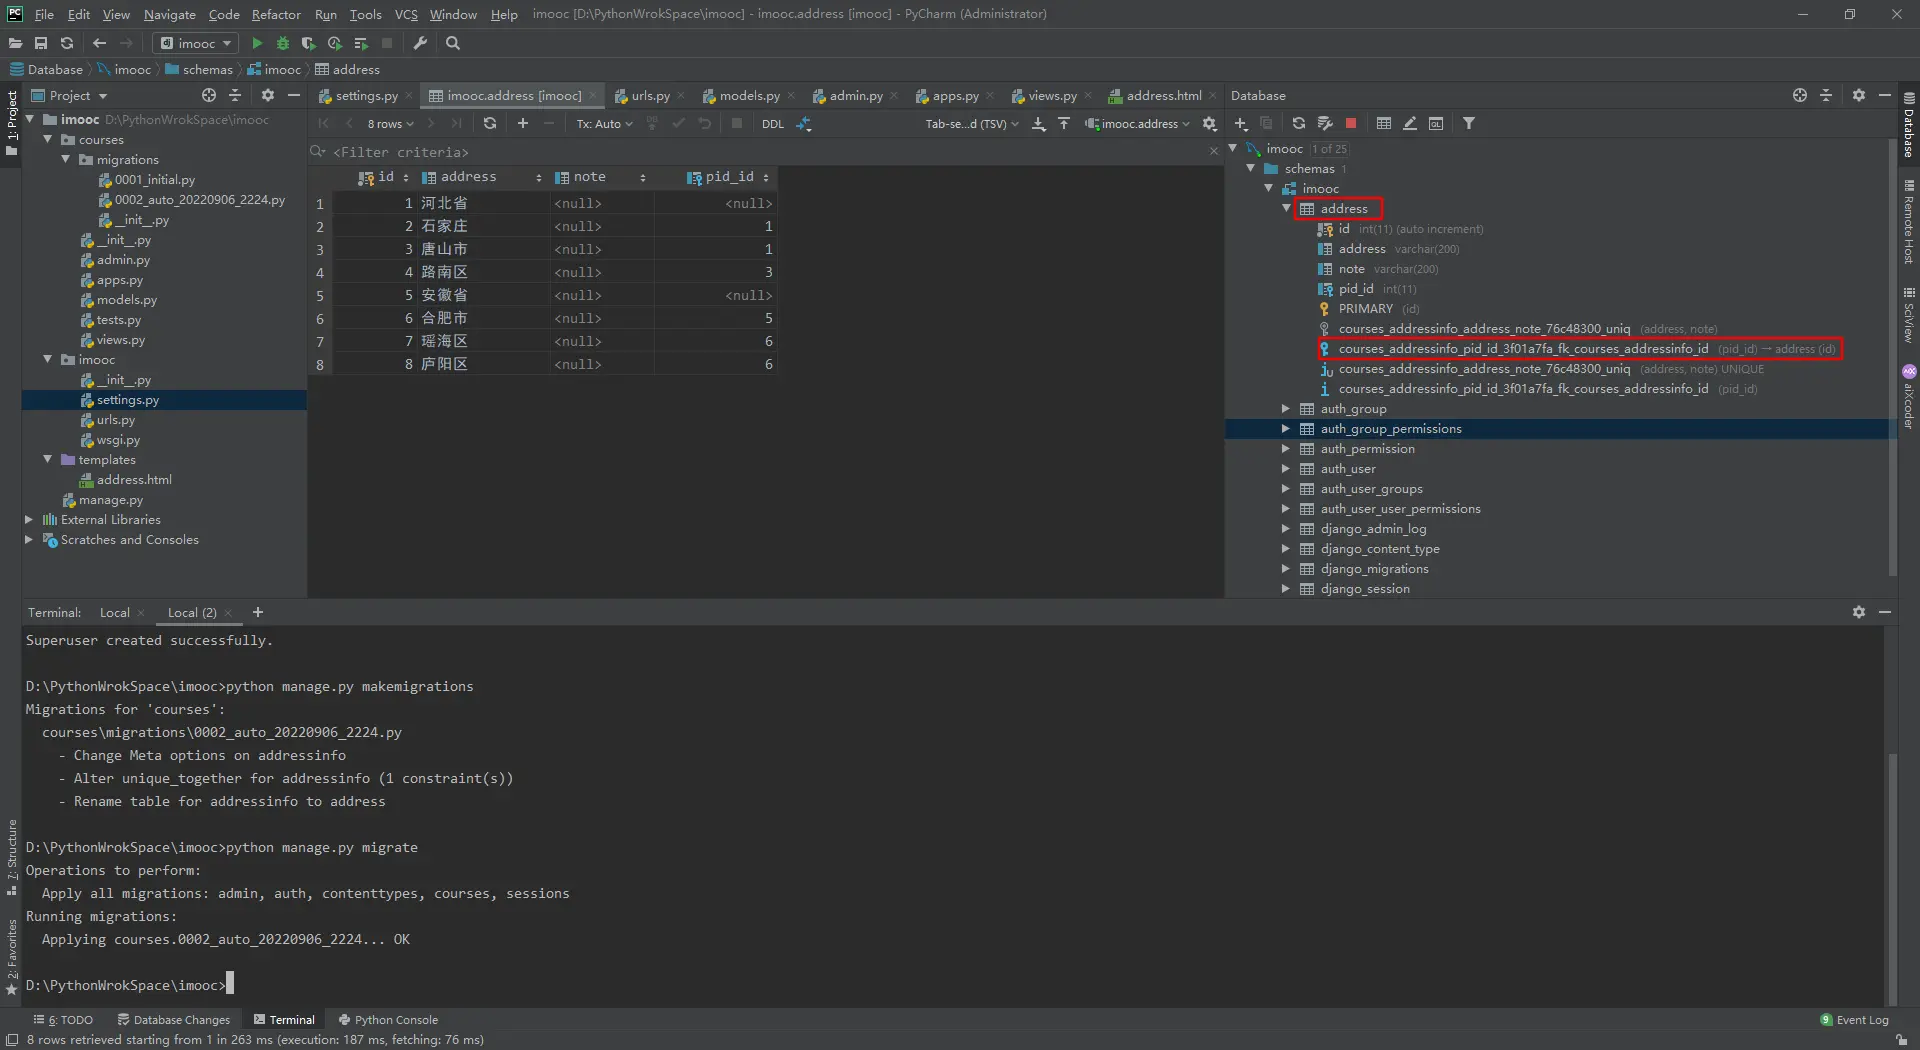 File Edit View Navigate Code Refactor Run Tools VCS Window Help imooc [D:\PythonWrokSpace\imooc] - imooc.address [imooc] - PyCharm (Administrator)
imooc
Database imooc schemas imooc address
1: Project
Project
imooc D:\PythonWrokSpace\imooc
courses
migrations
0001_initial.py
0002_auto_20220906_2224.py
__init__.py
__init__.py
admin.py
apps.py
models.py
tests.py
views.py
imooc
__init__.py
settings.py
urls.py
wsgi.py
templates
address.html
manage.py
External Libraries
Scratches and Consoles
settings.py imooc.address [imooc] urls.py models.py admin.py apps.py views.py address.html
8 rows Tx: Auto DDL Tab-se...d (TSV) imooc.address
<Filter criteria>
id address note pid_id
1 1 河北省 <null> <null>
2 2 石家庄 <null> 1
3 3 唐山市 <null> 1
4 4 路南区 <null> 3
5 5 安徽省 <null> <null>
6 6 合肥市 <null> 5
7 7 瑶海区 <null> 6
8 8 庐阳区 <null> 6
Database
imooc 1 of 25
schemas 1
imooc
address
id int(11) (auto increment)
address varchar(200)
note varchar(200)
pid_id int(11)
PRIMARY (id)
courses_addressinfo_address_note_76c48300_uniq (address, note)
courses_addressinfo_pid_id_3f01a7fa_fk_courses_addressinfo_id (pid_id) → address (id)
courses_addressinfo_address_note_76c48300_uniq (address, note) UNIQUE
courses_addressinfo_pid_id_3f01a7fa_fk_courses_addressinfo_id (pid_id)
auth_group
auth_group_permissions
auth_permission
auth_user
auth_user_groups
auth_user_user_permissions
django_admin_log
django_content_type
django_migrations
django_session
Database
Remote Host
SciView
aiXcoder
Terminal: Local Local (2)
Superuser created successfully.
D:\PythonWrokSpace\imooc>python manage.py makemigrations
Migrations for 'courses':
courses\migrations\0002_auto_20220906_2224.py
- Change Meta options on addressinfo
- Alter unique_together for addressinfo (1 constraint(s))
- Rename table for addressinfo to address
D:\PythonWrokSpace\imooc>python manage.py migrate
Operations to perform:
Apply all migrations: admin, auth, contenttypes, courses, sessions
Running migrations:
Applying courses.0002_auto_20220906_2224... OK
D:\PythonWrokSpace\imooc>
7: Structure
2: Favorites
6: TODO Database Changes Terminal Python Console 9 Event Log
8 rows retrieved starting from 1 in 263 ms (execution: 187 ms, fetching: 76 ms)